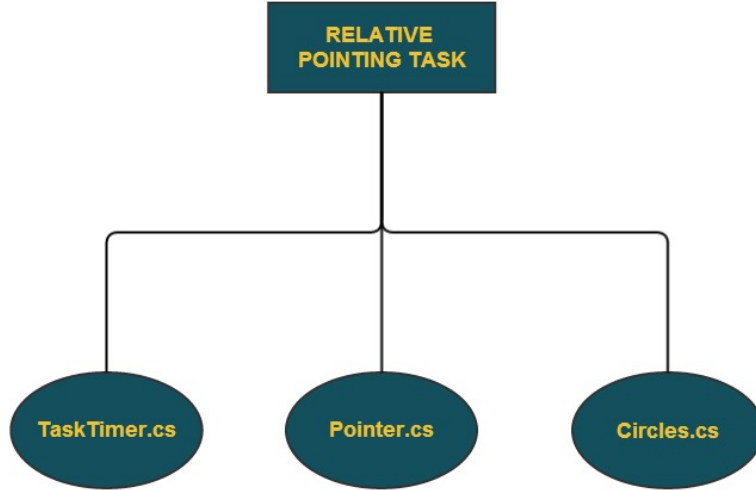 RELATIVE
POINTING TASK
TaskTimer.cs
Pointer.cs
Circles.cs